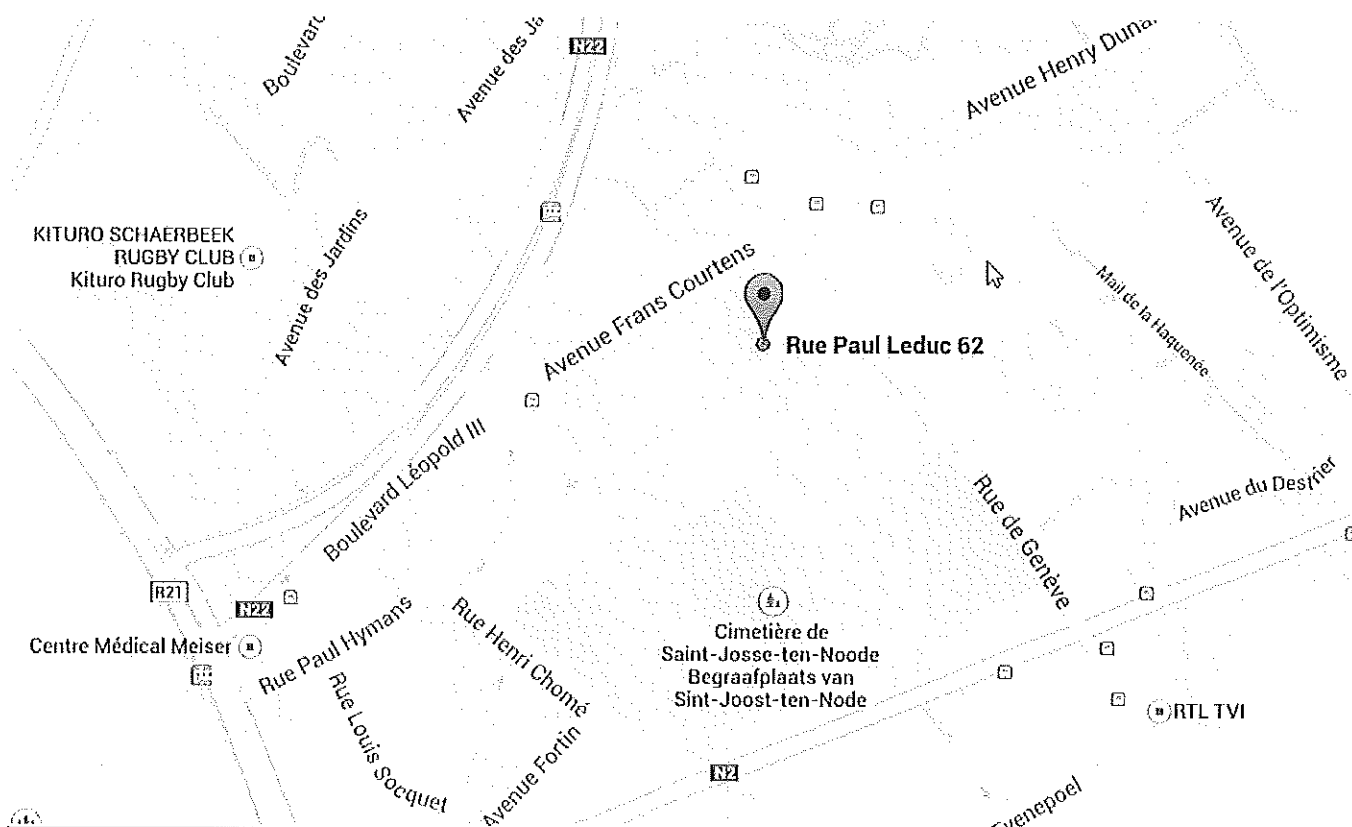 Boulevard
Avenue des Ja
N22
Avenue Henry Dunan
KITURO SCHAERBEEK
RUGBY CLUB
Kituro Rugby Club
Avenue des Jardins
Avenue Frans Courtens
Avenue de l'Optimisme
Mail de la Haquenée
Rue Paul Leduc 62
Boulevard Léopold III
Rue de Genève
Avenue du Destrier
R21
N22
Centre Médical Meiser
Rue Paul Hymans
Rue Henri Chomé
Rue Louis Socquet
Avenue Fortin
Cimetière de
Saint-Josse-ten-Noode
Begraafplaats van
Sint-Joost-ten-Node
RTL TVI
N2
venepoel